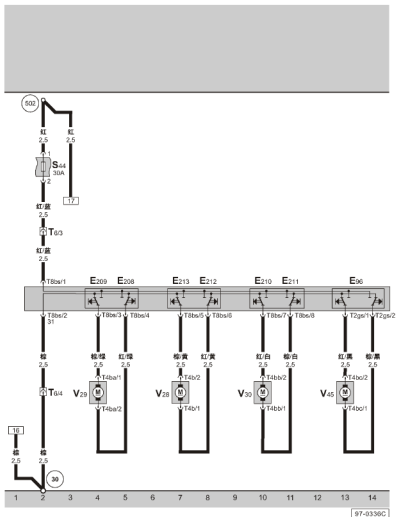 502
红 红
2.5 2.5
1
S44
30A
2
17
红/蓝
2.5
T6/3
红/蓝
2.5
T8bs/1 E209 E208 E213 E212 E210 E211 E96
T8bs/2 T8bs/3 T8bs/4 T8bs/5 T8bs/6 T8bs/7 T8bs/8 T2gs/1 T2gs/2
31
棕 棕/绿 红/绿 棕/黄 红/黄 红/白 棕/白 红/黑 棕/黑
2.5 2.5 2.5 2.5 2.5 2.5 2.5 2.5 2.5
T4ba/1 T4bb/2 T4bc/2
T6/4 V29 M V28 M V30 M V45 M
T4ba/2 T4b/1 T4bb/1 T4bc/1
16
棕 棕
2.5 2.5
30
1 2 3 4 5 6 7 8 9 10 11 12 13 14
97-0336C